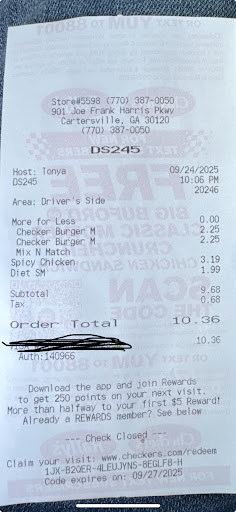 Store#5598 (770) 387-0050
901 Joe Frank Harris Pkwy
Cartersville, GA 30120
(770) 387-0050
DS245
Host: Tonya 09/24/2025
DS245 10:06 PM
20246
Area: Driver's Side
More for Less 0.00
Checker Burger M 2.25
Checker Burger M 2.25
Mix N Match
Spicy Chicken 3.19
Diet SM 1.99
Subtotal 9.68
Tax 0.68
Order Total 10.36
10.36
Auth:140966
Download the app and join Rewards
to get 250 points on your next visit.
More than halfway to your first $5 Reward!
Already a REWARDS member? See below
--- Check Closed ---
Claim your visit: www.checkers.com/redeem
1JX-B2QER-4LEUJYNS-8EGLF8-H
Code expires on: 09/27/2025